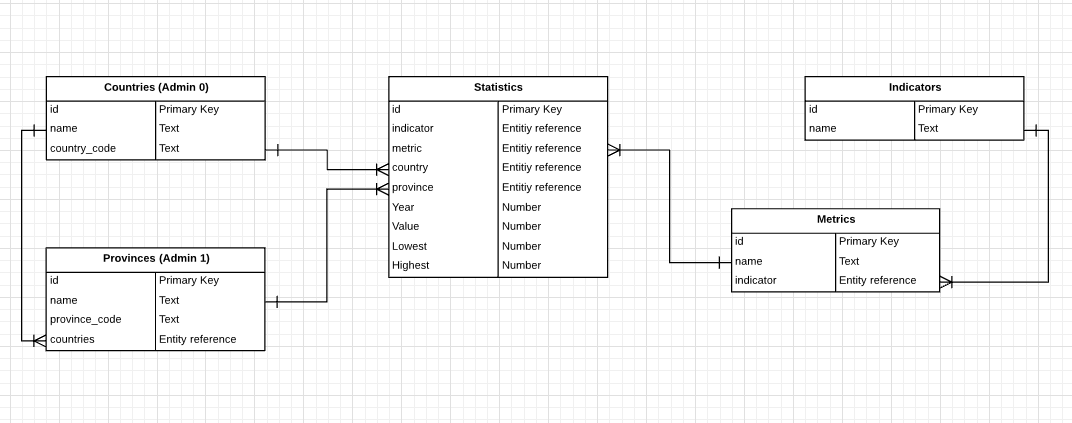 Countries (Admin 0)
id Primary Key
name Text
country_code Text
Provinces (Admin 1)
id Primary Key
name Text
province_code Text
countries Entity reference
Statistics
id Primary Key
indicator Entitiy reference
metric Entitiy reference
country Entitiy reference
province Entitiy reference
Year Number
Value Number
Lowest Number
Highest Number
Indicators
id Primary Key
name Text
Metrics
id Primary Key
name Text
indicator Entity reference